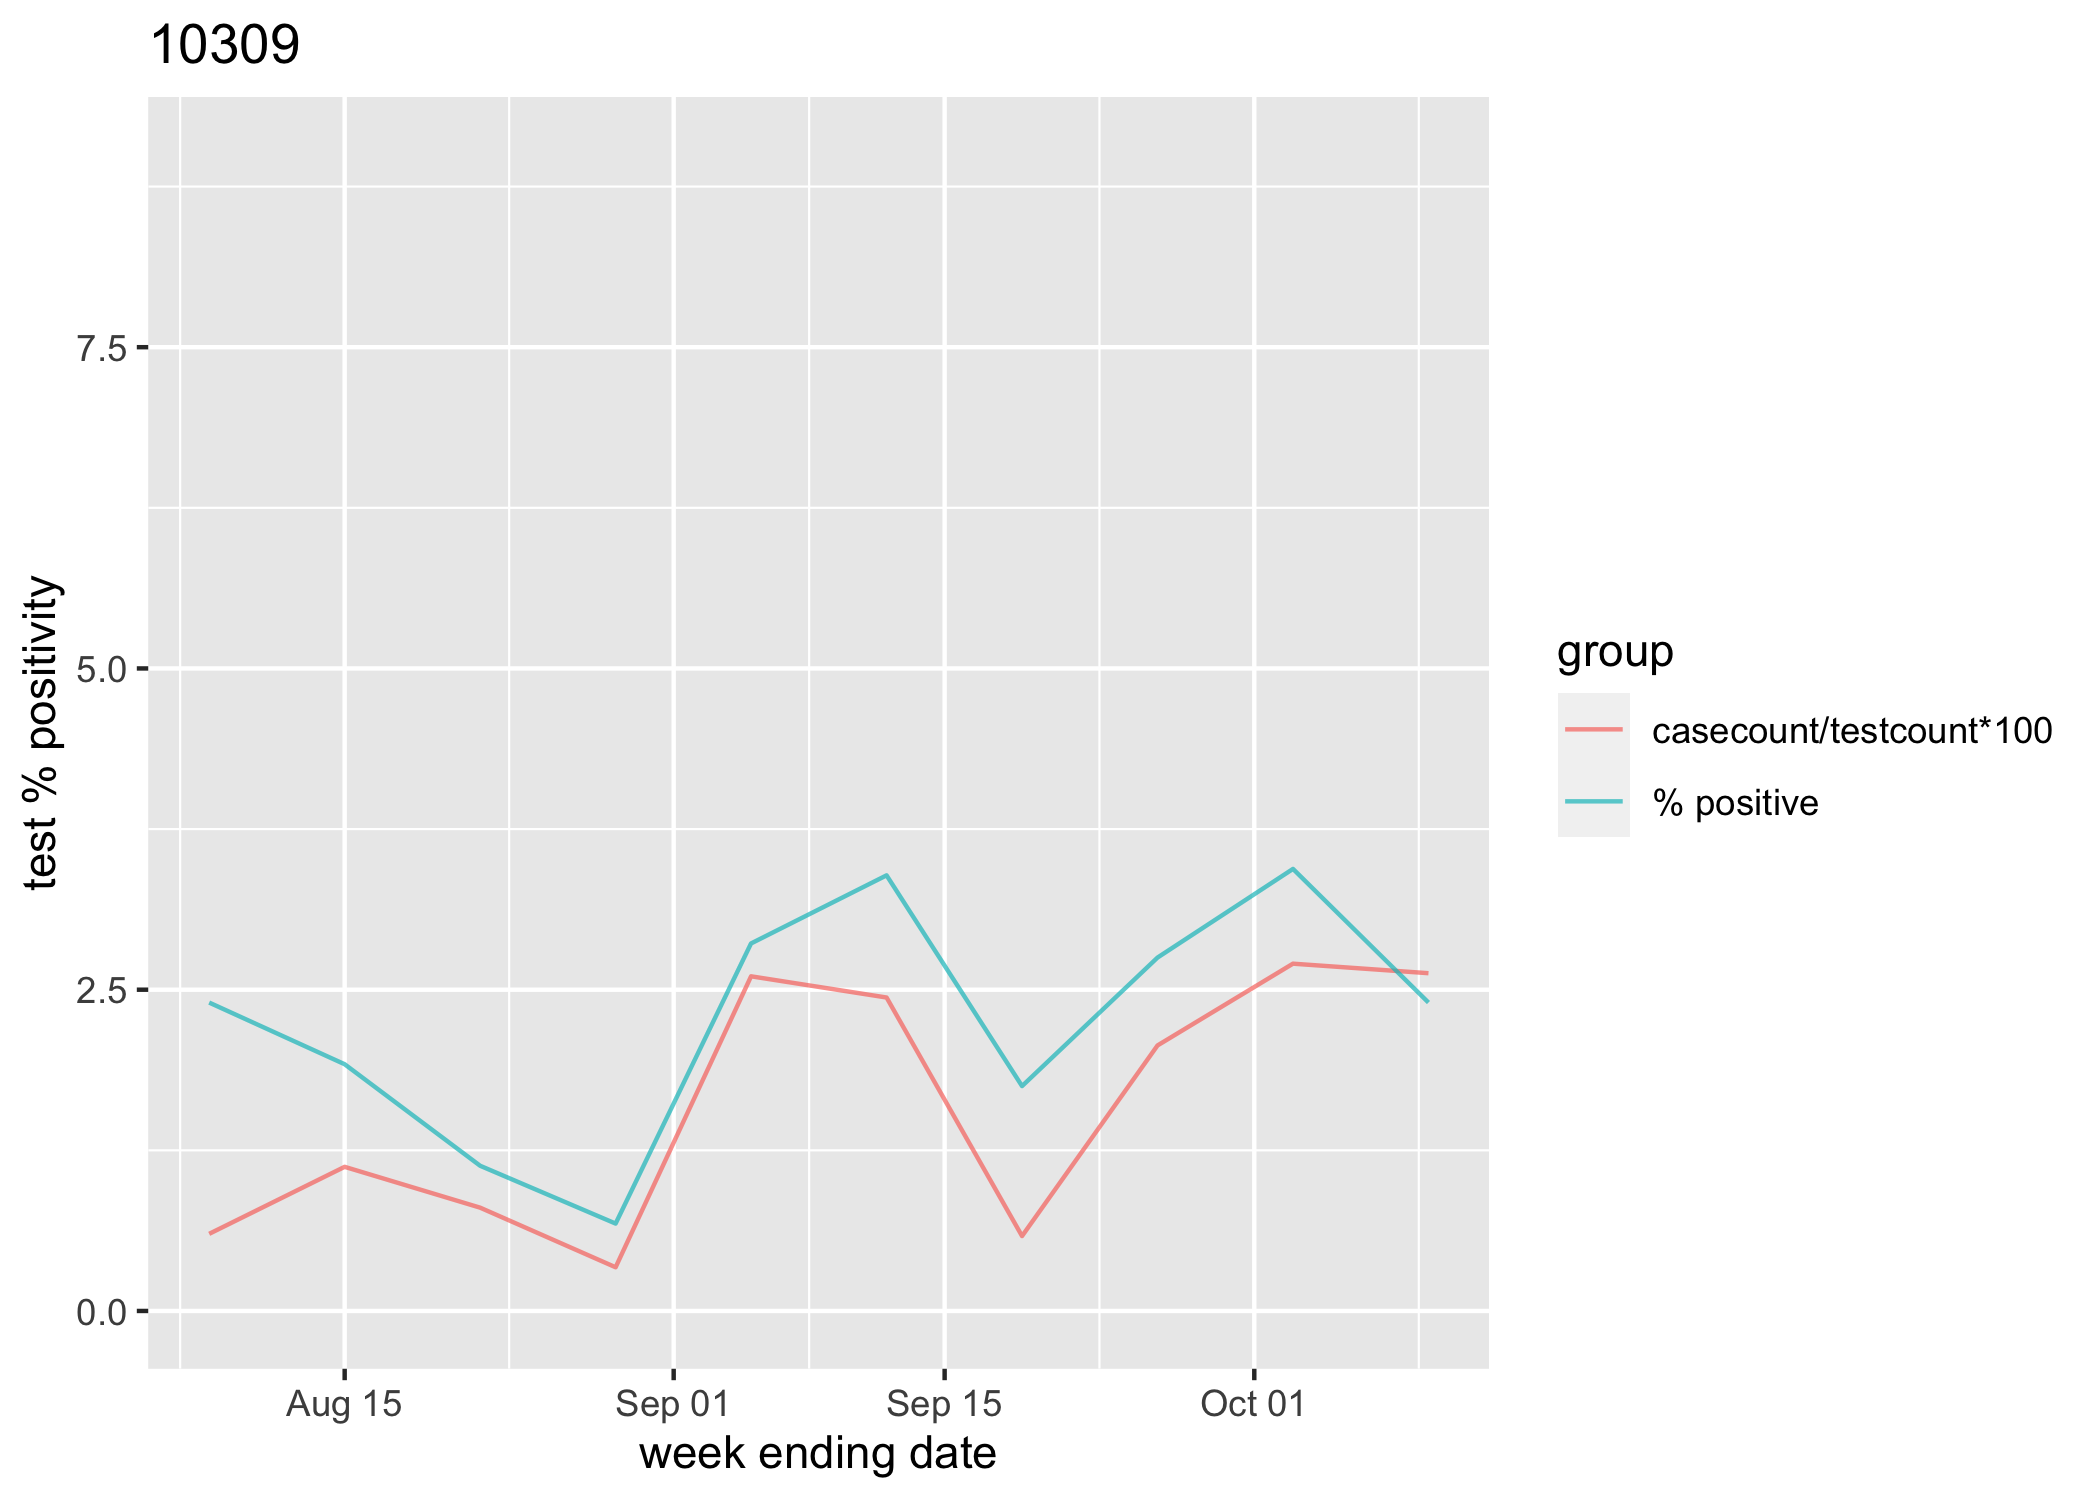 10309
test % positivity
7.5
5.0
2.5
0.0
Aug 15
Sep 01
Sep 15
Oct 01
week ending date
group
casecount/testcount*100
% positive